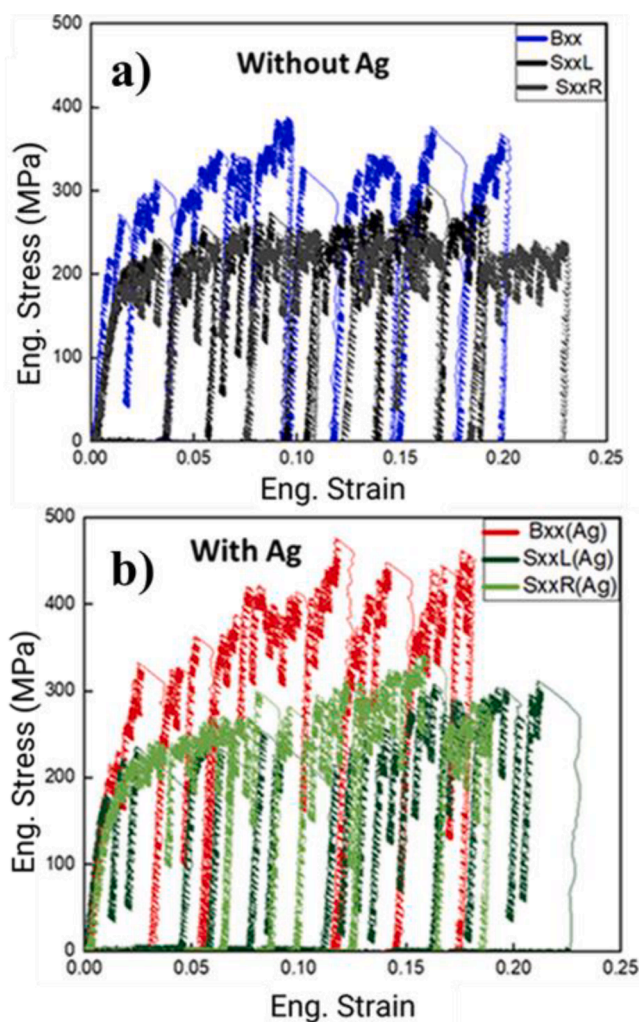 a)
Without Ag
Bxx
SxxL
SxxR
500
400
300
200
100
0
Eng. Stress (MPa)
0.00 0.05 0.10 0.15 0.20 0.25
Eng. Strain
b)
With Ag
Bxx(Ag)
SxxL(Ag)
SxxR(Ag)
500
400
300
200
100
0
Eng. Stress (MPa)
0.00 0.05 0.10 0.15 0.20 0.25
Eng. Strain